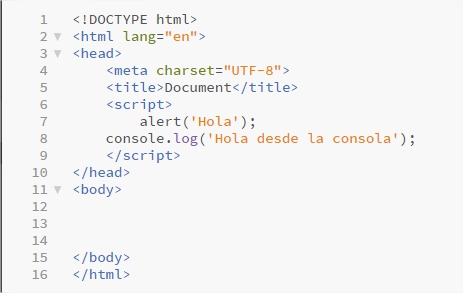 1 <!DOCTYPE html>
2 <html lang="en">
3 <head>
4     <meta charset="UTF-8">
5     <title>Document</title>
6     <script>
7         alert('Hola');
8     console.log('Hola desde la consola');
9     </script>
10 </head>
11 <body>
12
13
14
15 </body>
16 </html>